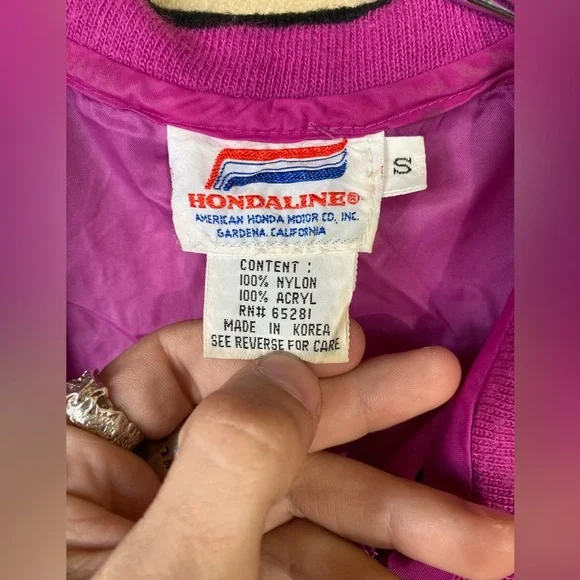 HONDALINE®
AMERICAN HONDA MOTOR CO., INC.
GARDENA, CALIFORNIA
S
CONTENT :
100% NYLON
100% ACRYL
RN# 65281
MADE IN KOREA
SEE REVERSE FOR CARE